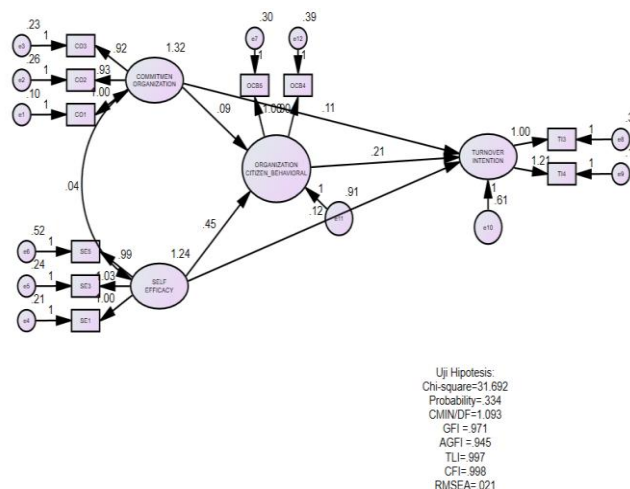 .23
e3
1
CO3
.92
1.32
.26
e2
1
CO2
.93
COMMITMEN
ORGANIZATION
.10
e1
1
CO1
1.00
.30
e7
1
OCB5
1.00
.39
e12
1
OCB4
.90
.09
.11
ORGANIZATION
CITIZEN_BEHAVIORAL
.21
TURNOVER
INTENTION
1.00
TI3
1
e8
1.21
TI4
1
e9
1
.61
e10
.04
.45
.12
1
.91
e11
.52
e6
1
SE5
.99
1.24
.24
e5
1
SE3
1.03
SELF
EFFICACY
.21
e4
1
SE1
1.00
Uji Hipotesis:
Chi-square=31.692
Probability=.334
CMIN/DF=1.093
GFI =.971
AGFI =.945
TLI=.997
CFI=.998
RMSEA=.021